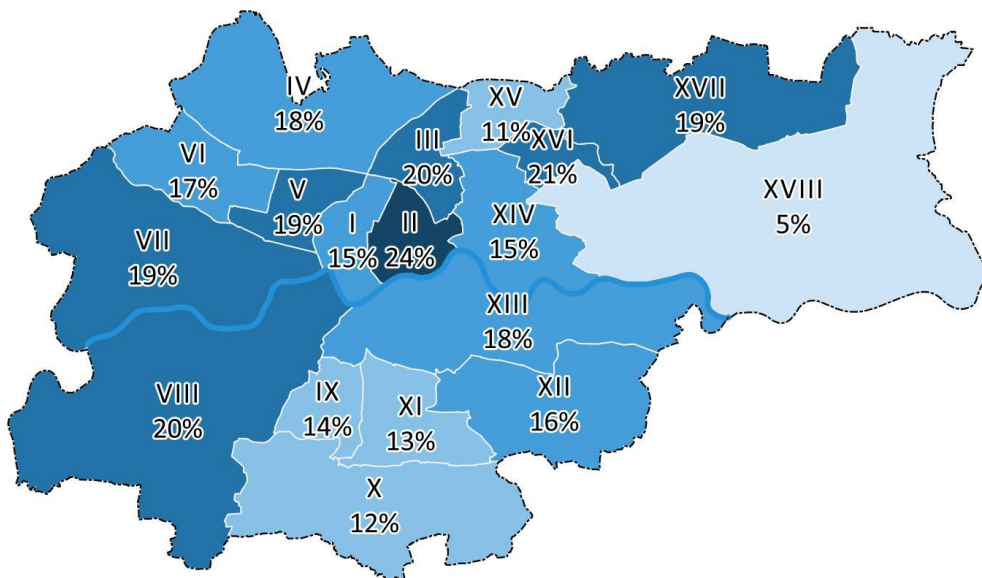 IV
18%
XV
11%
XVII
19%
III
20%
XVI
21%
VI
17%
V
19%
XVIII
5%
I
15%
II
24%
XIV
15%
VII
19%
XIII
18%
IX
14%
XI
13%
XII
16%
VIII
20%
X
12%